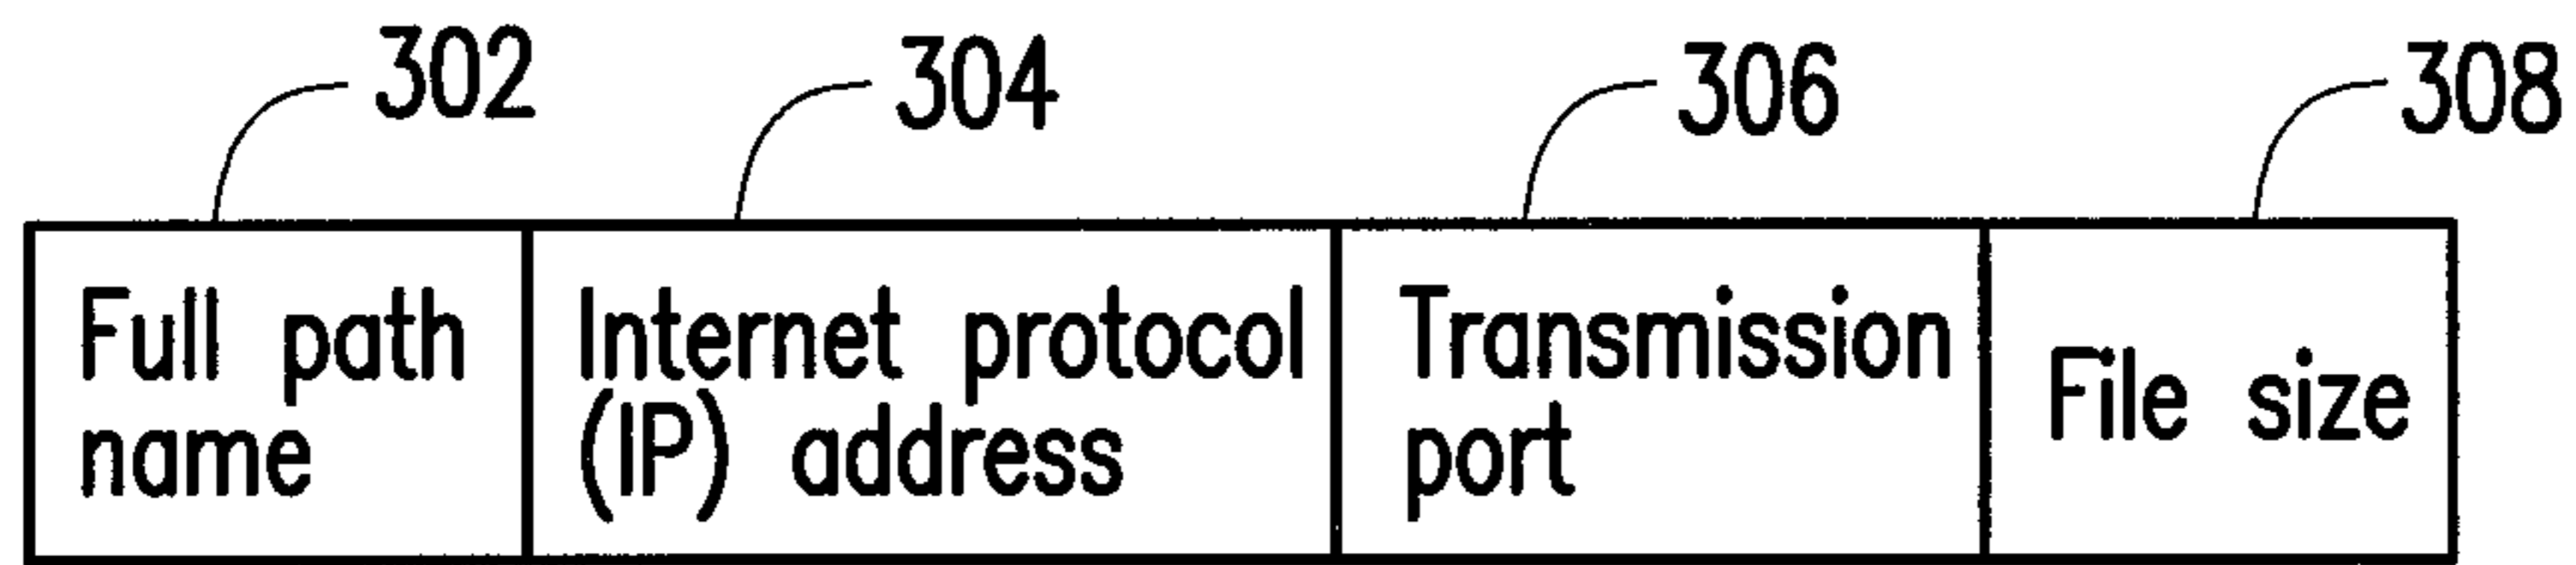 302 304 306 308
Full path Internet protocol Transmission File size
name (IP) address port